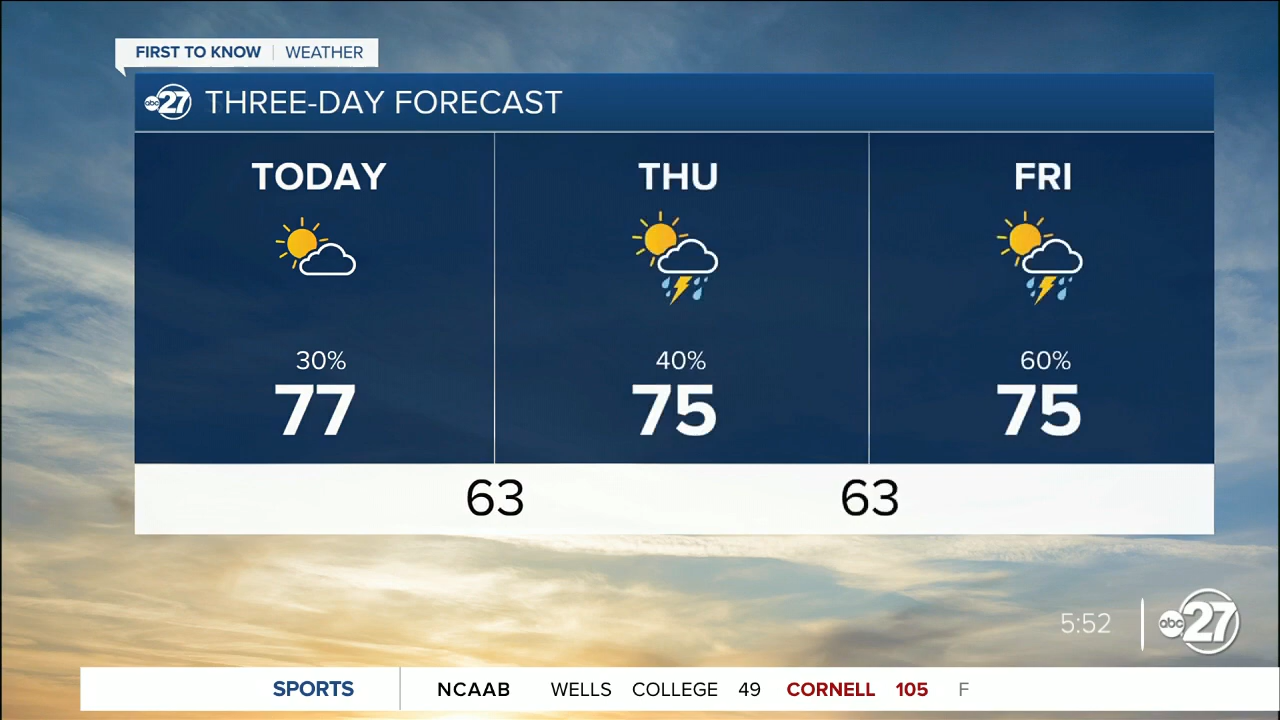 FIRST TO KNOW | WEATHER
abc 27 THREE-DAY FORECAST
TODAY THU FRI
30% 40% 60%
77 75 75
63 63
5:52 abc 27
SPORTS NCAAB WELLS COLLEGE 49 CORNELL 105 F